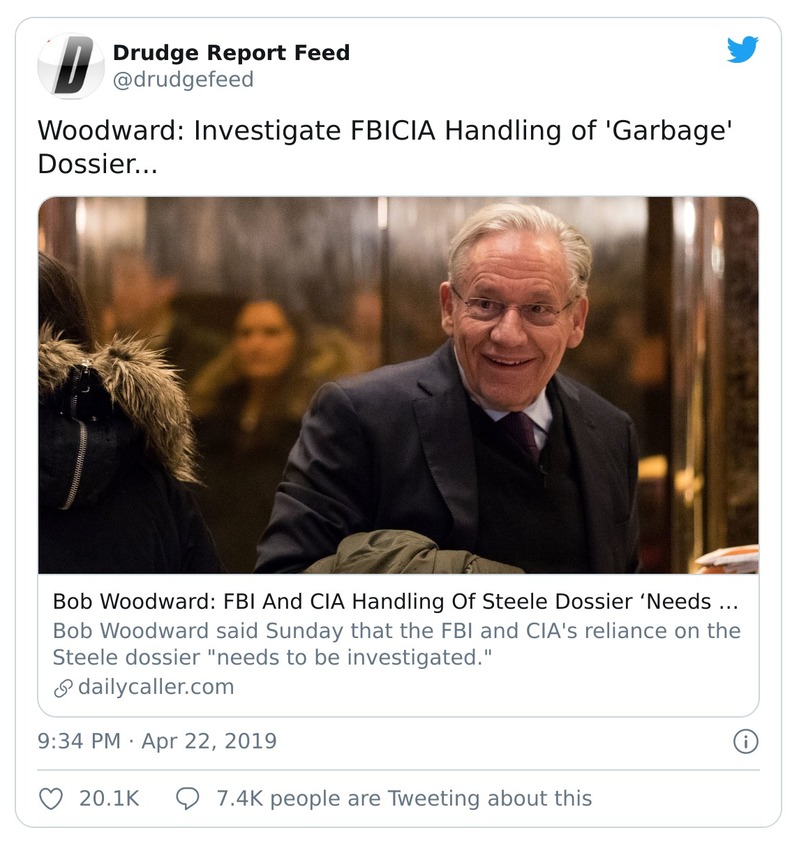 Drudge Report Feed
@drudgefeed
Woodward: Investigate FBICIA Handling of 'Garbage'
Dossier...
Bob Woodward: FBI And CIA Handling Of Steele Dossier ‘Needs ...
Bob Woodward said Sunday that the FBI and CIA's reliance on the
Steele dossier "needs to be investigated."
dailycaller.com
9:34 PM · Apr 22, 2019
20.1K 7.4K people are Tweeting about this